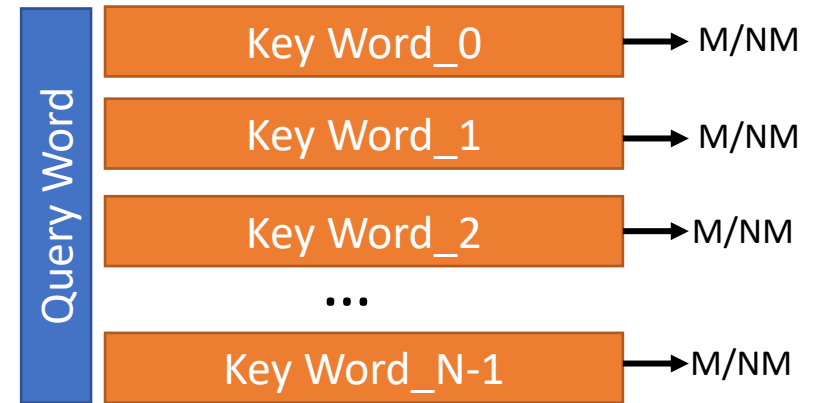 Query Word
Key Word_0
M/NM
Key Word_1
M/NM
Key Word_2
M/NM
...
Key Word_N-1
M/NM